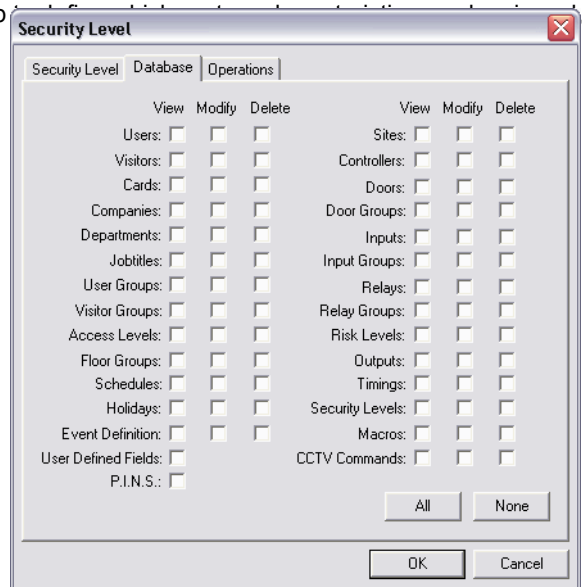 Security Level
Security Level Database Operations
View Modify Delete View Modify Delete
Users: Sites:
Visitors: Controllers:
Cards: Doors:
Companies: Door Groups:
Departments: Inputs:
Jobtitles: Input Groups:
User Groups: Relays:
Visitor Groups: Relay Groups:
Access Levels: Risk Levels:
Floor Groups: Outputs:
Schedules: Timings:
Holidays: Security Levels:
Event Definition: Macros:
User Defined Fields: CCTV Commands:
P.I.N.S.:
All None
OK Cancel